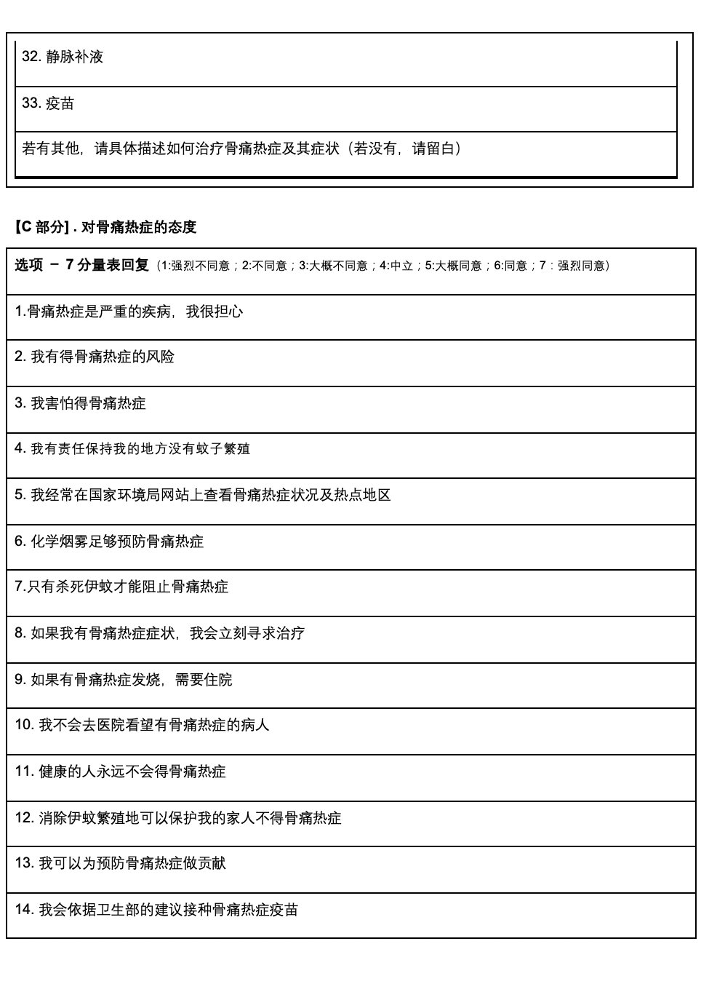 32. 静脉补液
33. 疫苗
若有其他，请具体描述如何治疗骨痛热症及其症状（若没有，请留白）
【C 部分] . 对骨痛热症的态度
选项 － 7 分量表回复（1:强烈不同意；2:不同意；3:大概不同意；4:中立；5:大概同意；6:同意；7：强烈同意）
1.骨痛热症是严重的疾病，我很担心
2. 我有得骨痛热症的风险
3. 我害怕得骨痛热症
4. 我有责任保持我的地方没有蚊子繁殖
5. 我经常在国家环境局网站上查看骨痛热症状况及热点地区
6. 化学烟雾足够预防骨痛热症
7.只有杀死伊蚊才能阻止骨痛热症
8. 如果我有骨痛热症症状，我会立刻寻求治疗
9. 如果有骨痛热症发烧，需要住院
10. 我不会去医院看望有骨痛热症的病人
11. 健康的人永远不会得骨痛热症
12. 消除伊蚊繁殖地可以保护我的家人不得骨痛热症
13. 我可以为预防骨痛热症做贡献
14. 我会依据卫生部的建议接种骨痛热症疫苗